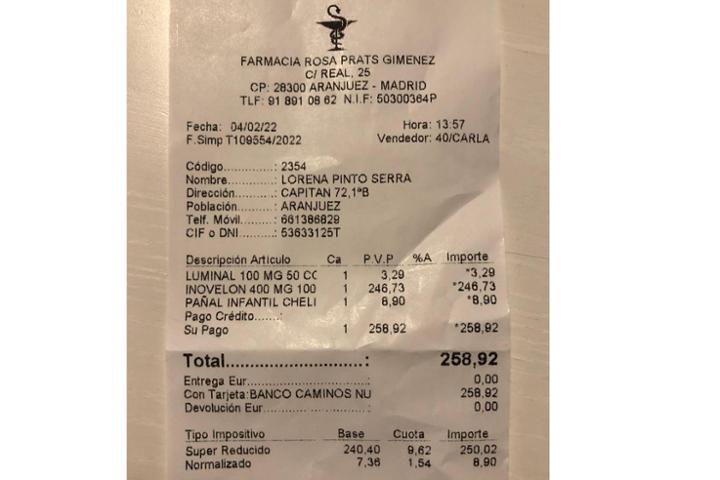 FARMACIA ROSA PRATS GIMENEZ
C/ REAL, 25
CP: 28300 ARANJUEZ - MADRID
TLF: 91 891 08 62 N.I.F: 50300364P
Fecha: 04/02/22 Hora: 13:57
F.Simp T109554/2022 Vendedor: 40/CARLA
Código............: 2354
Nombre............: LORENA PINTO SERRA
Dirección.........: CAPITAN 72,1ºB
Población.........: ARANJUEZ
Telf. Móvil.......: 661386829
CIF o DNI.........: 53633125T
Descripción Artículo Ca P.V.P %A Importe
LUMINAL 100 MG 50 CC 1 3,29 *3,29
INOVELON 400 MG 100 1 246,73 *246,73
PAÑAL INFANTIL CHELI 1 8,90 *8,90
Pago Crédito......:
Su Pago 1 258,92 *258,92
Total...........................: 258,92
Entrega Eur.....................: 0,00
Con Tarjeta:BANCO CAMINOS NU 258,92
Devolución Eur..................: 0,00
Tipo Impositivo Base Cuota Importe
Super Reducido 240,40 9,62 250,02
Normalizado 7,36 1,54 8,90